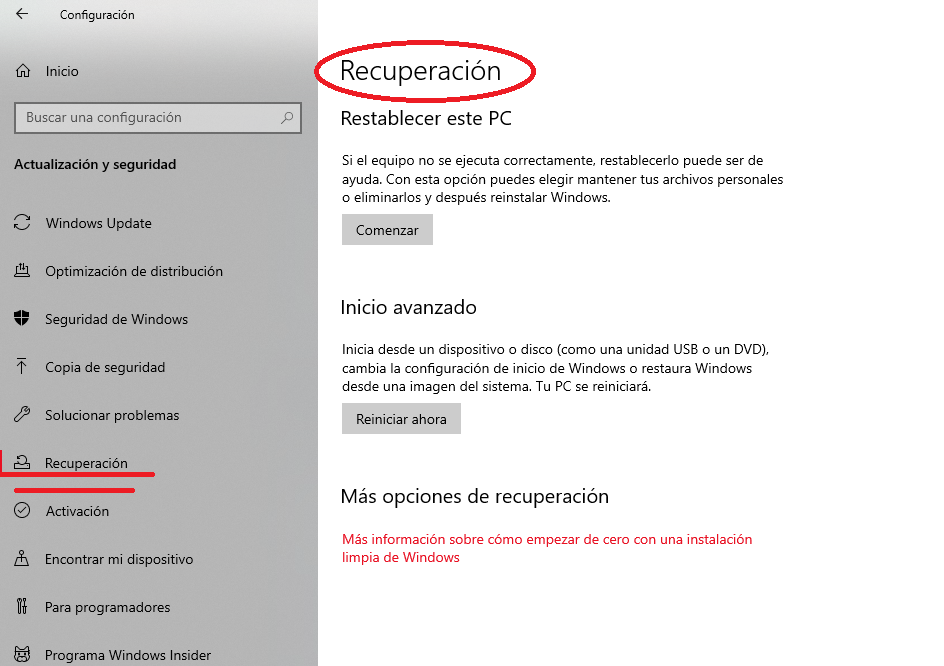 Configuración
Inicio
Buscar una configuración
Actualización y seguridad
Windows Update
Optimización de distribución
Seguridad de Windows
Copia de seguridad
Solucionar problemas
Recuperación
Activación
Encontrar mi dispositivo
Para programadores
Programa Windows Insider
Recuperación
Restablecer este PC
Si el equipo no se ejecuta correctamente, restablecerlo puede ser de
ayuda. Con esta opción puedes elegir mantener tus archivos personales
o eliminarlos y después reinstalar Windows.
Comenzar
Inicio avanzado
Inicia desde un dispositivo o disco (como una unidad USB o un DVD),
cambia la configuración de inicio de Windows o restaura Windows
desde una imagen del sistema. Tu PC se reiniciará.
Reiniciar ahora
Más opciones de recuperación
Más información sobre cómo empezar de cero con una instalación
limpia de Windows